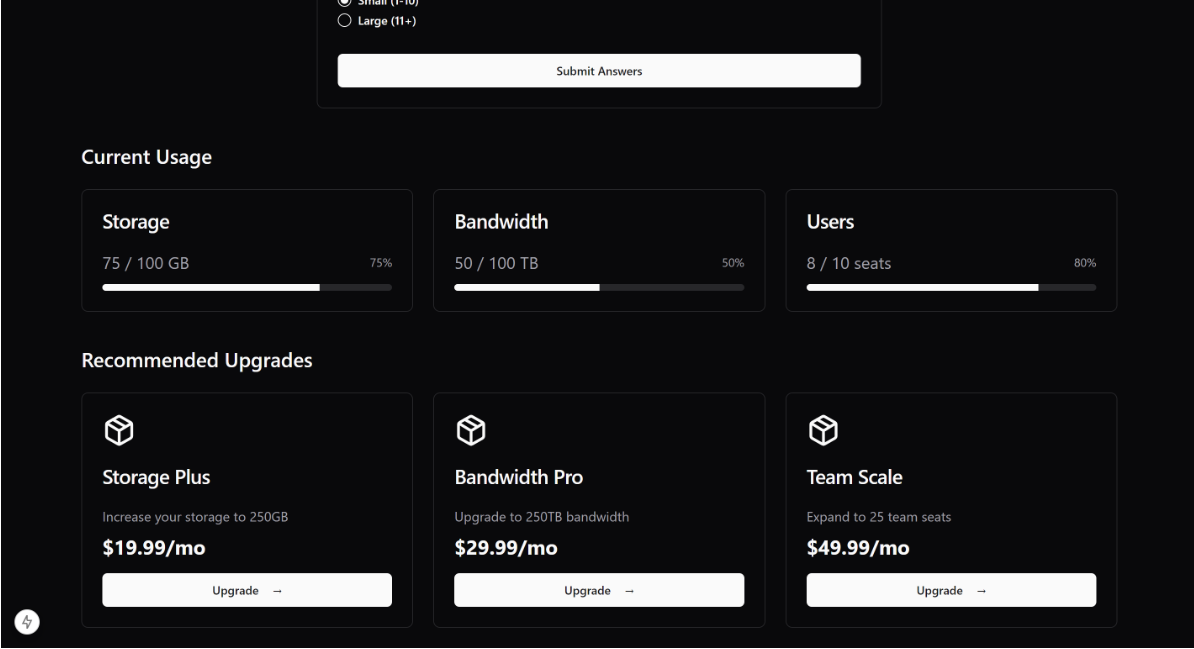 Small (1-10)
Large (11+)
Submit Answers
Current Usage
Storage
75 / 100 GB
75%
Bandwidth
50 / 100 TB
50%
Users
8 / 10 seats
80%
Recommended Upgrades
Storage Plus
Increase your storage to 250GB
$19.99/mo
Upgrade →
Bandwidth Pro
Upgrade to 250TB bandwidth
$29.99/mo
Upgrade →
Team Scale
Expand to 25 team seats
$49.99/mo
Upgrade →